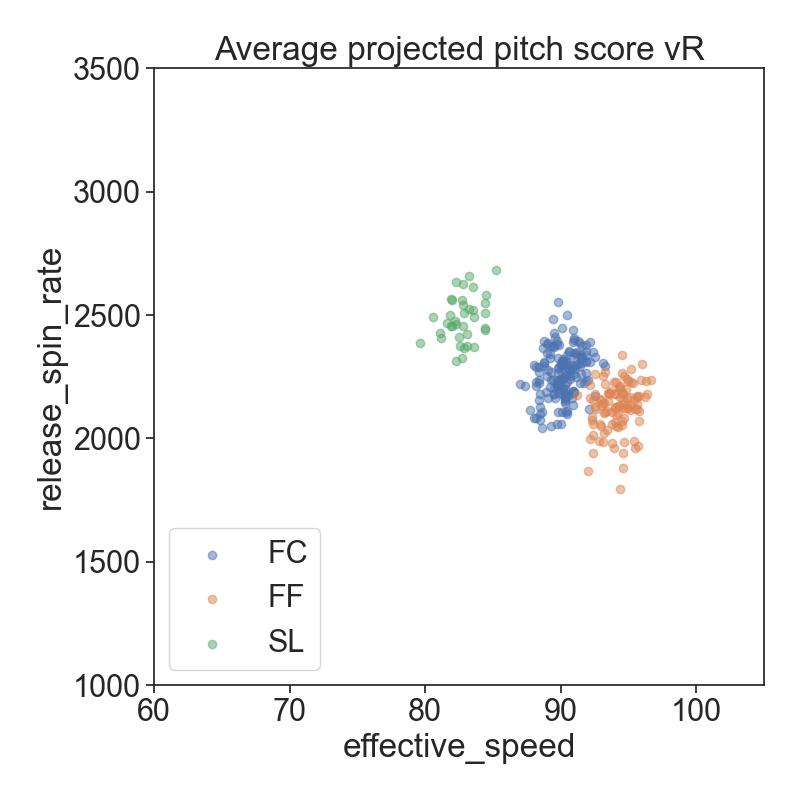 Average projected pitch score vR
3500
3000
2500
2000
1500
1000
release_spin_rate
FC
FF
SL
60 70 80 90 100
effective_speed